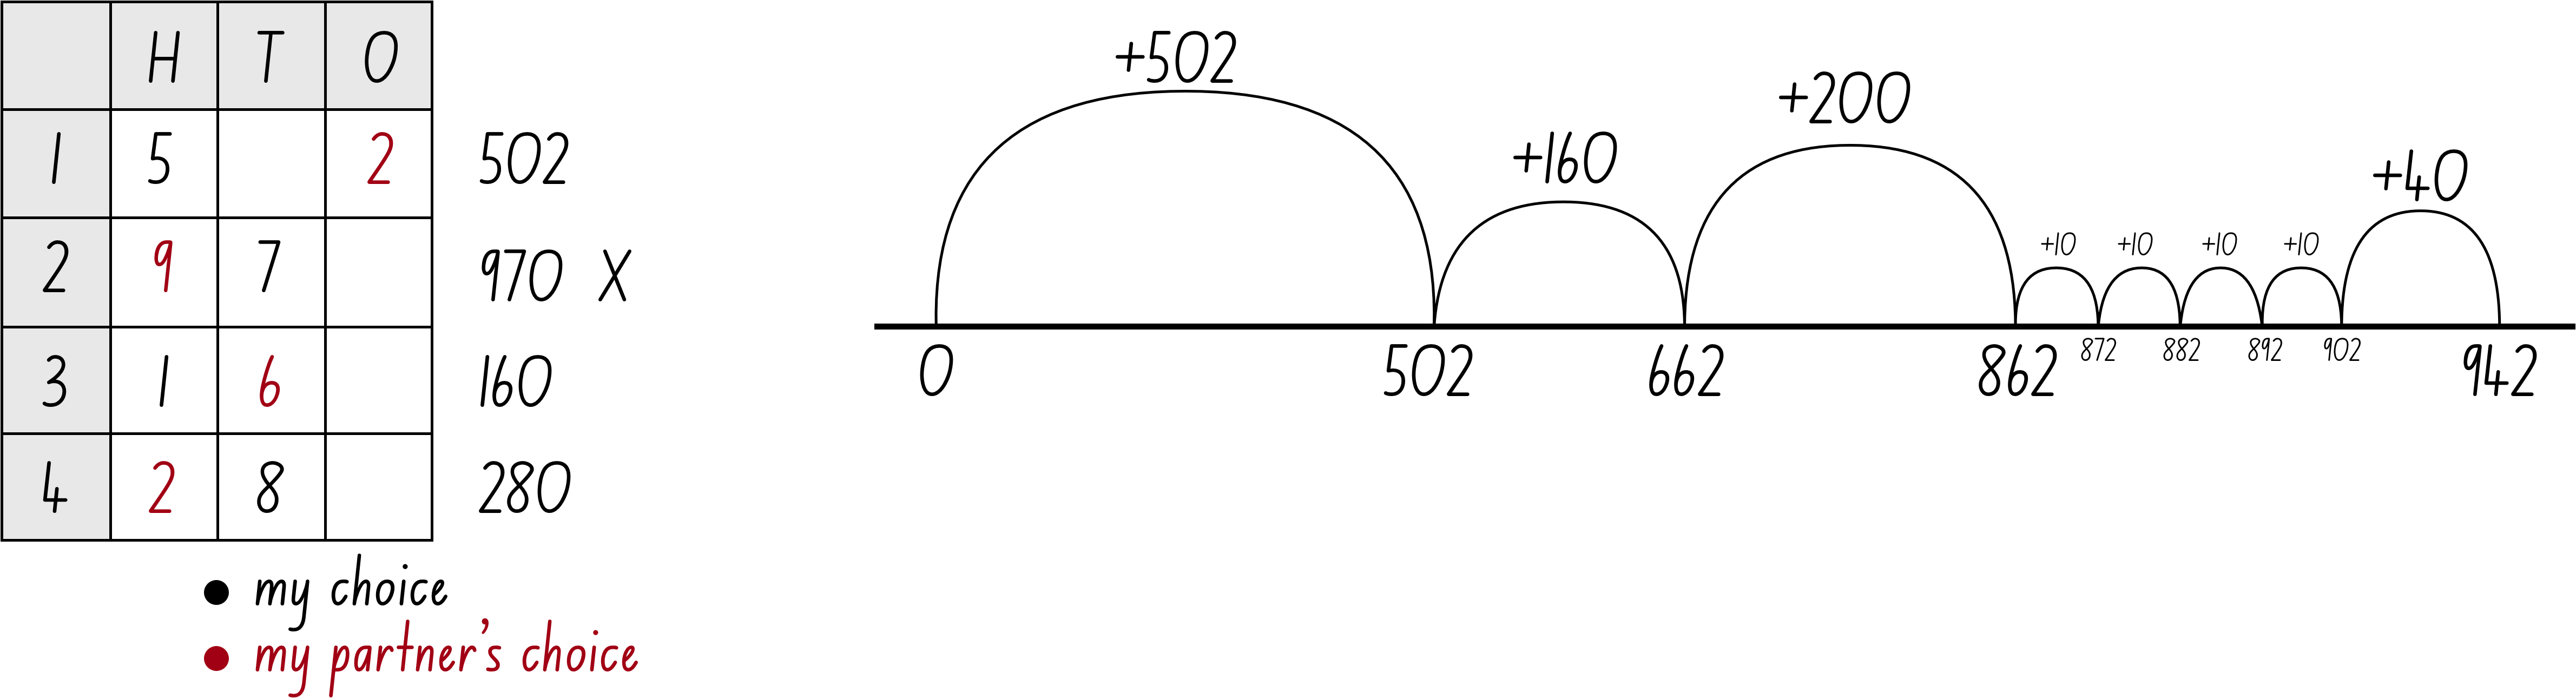 H T O
1 5 2 502
2 9 7 970 X
3 1 6 160
4 2 8 280
● my choice
● my partner's choice
+502
+160
+200
+10 +10 +10 +10
+40
0 502 662 862 872 882 892 902 942